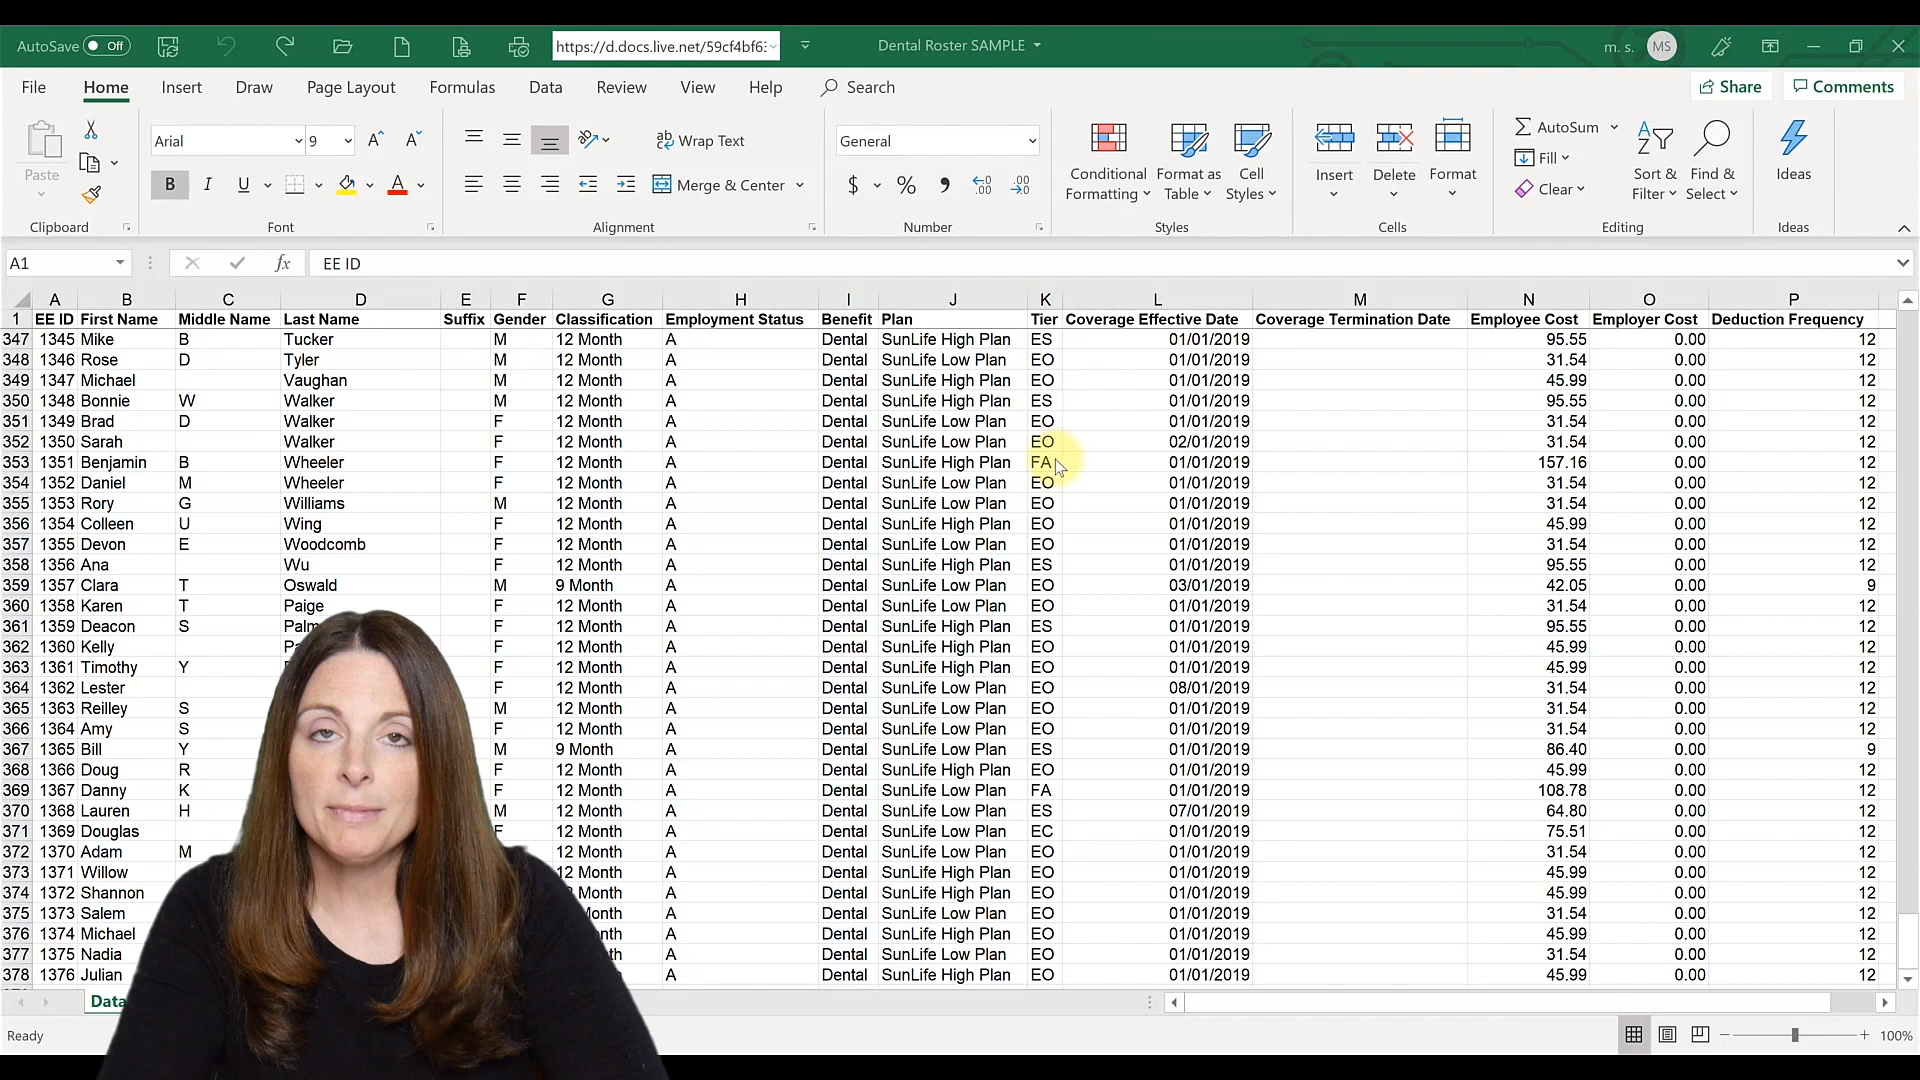 AutoSave Off https://d.docs.live.net/59cf4bf63 Dental Roster SAMPLE m. s. MS
File Home Insert Draw Page Layout Formulas Data Review View Help Search Share Comments
Arial 9 Wrap Text General AutoSum
Paste B I U Merge & Center $ % Conditional Formatting Format as Table Cell Styles Insert Delete Format Fill Clear Sort & Filter Find & Select Ideas
Clipboard Font Alignment Number Styles Cells Editing Ideas
A1 fx EE ID
A B C D E F G H I J K L M N O P
1 EE ID First Name Middle Name Last Name Suffix Gender Classification Employment Status Benefit Plan Tier Coverage Effective Date Coverage Termination Date Employee Cost Employer Cost Deduction Frequency
347 1345 Mike B Tucker M 12 Month A Dental SunLife High Plan ES 01/01/2019 95.55 0.00 12
348 1346 Rose D Tyler M 12 Month A Dental SunLife Low Plan EO 01/01/2019 31.54 0.00 12
349 1347 Michael Vaughan M 12 Month A Dental SunLife High Plan EO 01/01/2019 45.99 0.00 12
350 1348 Bonnie W Walker M 12 Month A Dental SunLife High Plan ES 01/01/2019 95.55 0.00 12
351 1349 Brad D Walker F 12 Month A Dental SunLife Low Plan EO 01/01/2019 31.54 0.00 12
352 1350 Sarah Walker F 12 Month A Dental SunLife Low Plan EO 02/01/2019 31.54 0.00 12
353 1351 Benjamin B Wheeler F 12 Month A Dental SunLife High Plan FA 01/01/2019 157.16 0.00 12
354 1352 Daniel M Wheeler F 12 Month A Dental SunLife Low Plan EO 01/01/2019 31.54 0.00 12
355 1353 Rory G Williams M 12 Month A Dental SunLife Low Plan EO 01/01/2019 31.54 0.00 12
356 1354 Colleen U Wing F 12 Month A Dental SunLife High Plan EO 01/01/2019 45.99 0.00 12
357 1355 Devon E Woodcomb F 12 Month A Dental SunLife Low Plan EO 01/01/2019 31.54 0.00 12
358 1356 Ana Wu F 12 Month A Dental SunLife High Plan ES 01/01/2019 95.55 0.00 12
359 1357 Clara T Oswald M 9 Month A Dental SunLife Low Plan EO 03/01/2019 42.05 0.00 9
360 1358 Karen T Paige F 12 Month A Dental SunLife Low Plan EO 01/01/2019 31.54 0.00 12
361 1359 Deacon S Palm F 12 Month A Dental SunLife High Plan ES 01/01/2019 95.55 0.00 12
362 1360 Kelly F 12 Month A Dental SunLife High Plan EO 01/01/2019 45.99 0.00 12
363 1361 Timothy Y F 12 Month A Dental SunLife High Plan EO 01/01/2019 45.99 0.00 12
364 1362 Lester F 12 Month A Dental SunLife Low Plan EO 08/01/2019 31.54 0.00 12
365 1363 Reilley S M 12 Month A Dental SunLife Low Plan EO 01/01/2019 31.54 0.00 12
366 1364 Amy S F 12 Month A Dental SunLife Low Plan EO 01/01/2019 31.54 0.00 12
367 1365 Bill Y M 9 Month A Dental SunLife Low Plan ES 01/01/2019 86.40 0.00 9
368 1366 Doug R F 12 Month A Dental SunLife High Plan EO 01/01/2019 45.99 0.00 12
369 1367 Danny K F 12 Month A Dental SunLife Low Plan FA 01/01/2019 108.78 0.00 12
370 1368 Lauren H M 12 Month A Dental SunLife Low Plan ES 07/01/2019 64.80 0.00 12
371 1369 Douglas F 12 Month A Dental SunLife Low Plan EC 01/01/2019 75.51 0.00 12
372 1370 Adam M 12 Month A Dental SunLife Low Plan EO 01/01/2019 31.54 0.00 12
373 1371 Willow 12 Month A Dental SunLife High Plan EO 01/01/2019 45.99 0.00 12
374 1372 Shannon Month A Dental SunLife High Plan EO 01/01/2019 45.99 0.00 12
375 1373 Salem A Dental SunLife Low Plan EO 01/01/2019 31.54 0.00 12
376 1374 Michael A Dental SunLife High Plan EO 01/01/2019 45.99 0.00 12
377 1375 Nadia A Dental SunLife Low Plan EO 01/01/2019 31.54 0.00 12
378 1376 Julian A Dental SunLife High Plan EO 01/01/2019 45.99 0.00 12
Data
Ready 100%